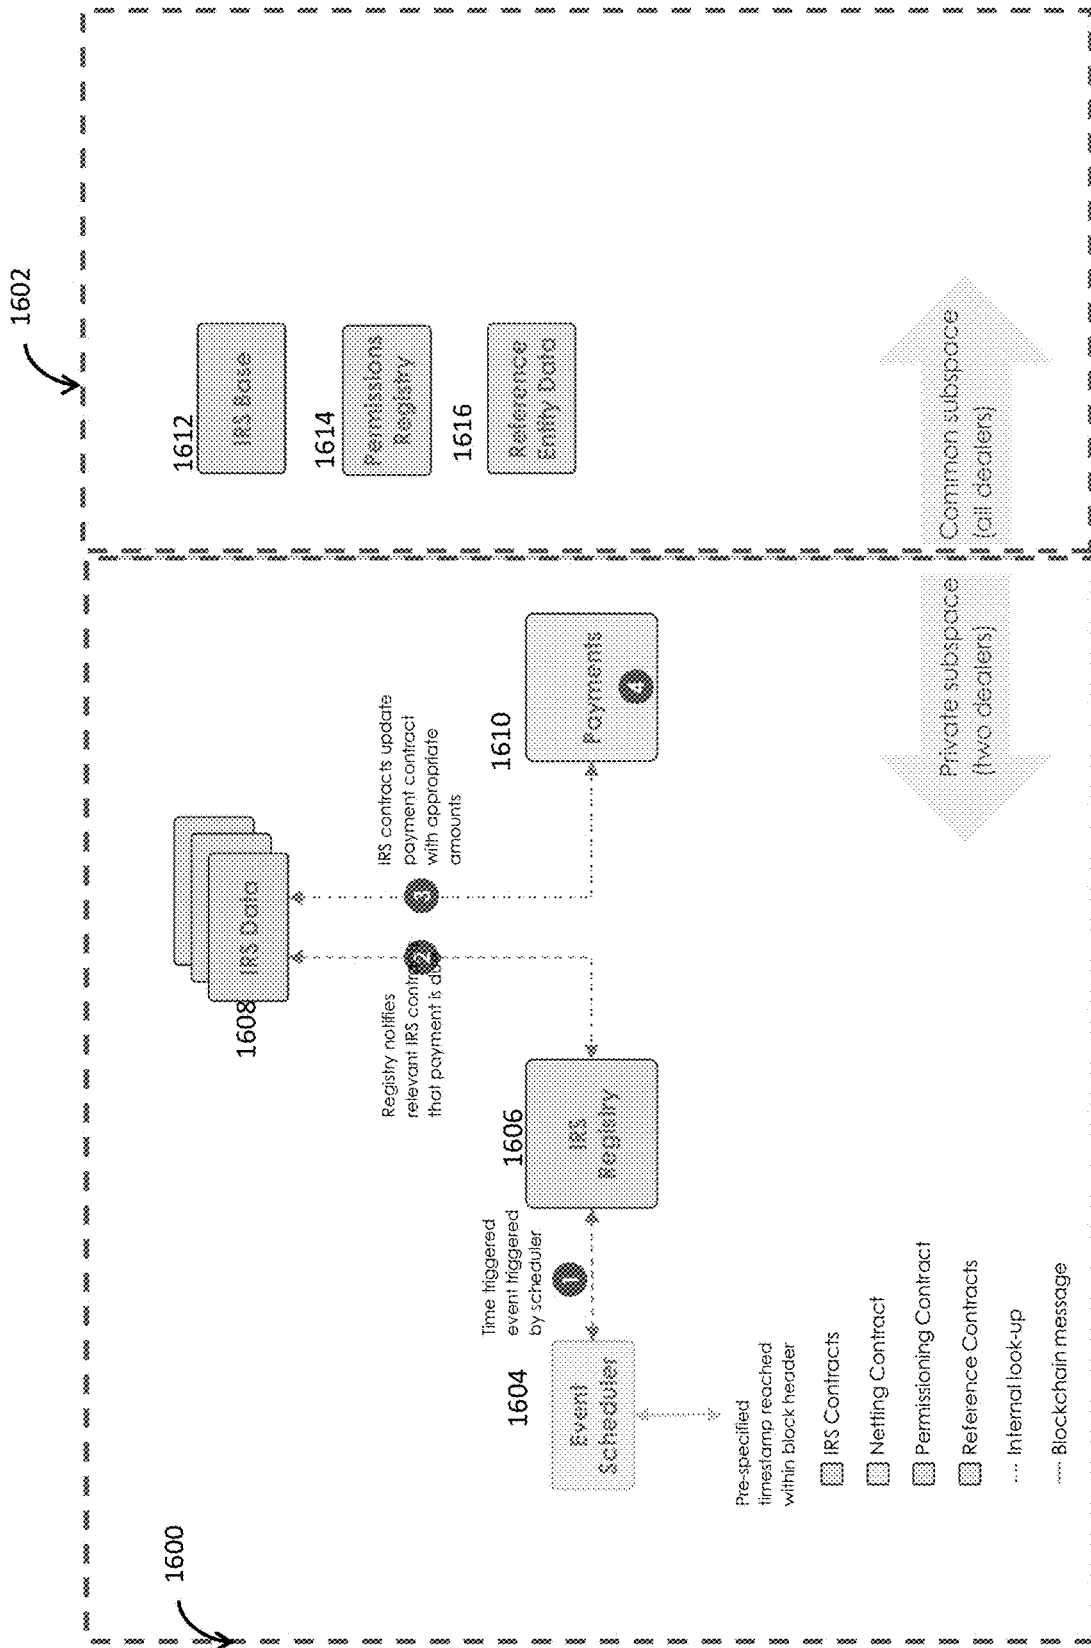 1600
1602
1608
IRS Data
Registry notifies
relevant IRS contr
that payment is du
2
3
IRS contracts update
payment contract
with appropriate
amounts
1604
Event
Scheduler
Time triggered
event triggered
by scheduler
1
1606
IRS
Registry
1610
Payments
4
Pre-specified
timestamp reached
within block header
IRS Contracts
Netting Contract
Permissioning Contract
Reference Contracts
Internal look-up
Blockchain message
1612
IRS Base
1614
Permissions
Registry
1616
Reference
Entity Data
Private subspace
(two dealers)
Common subspace
(all dealers)